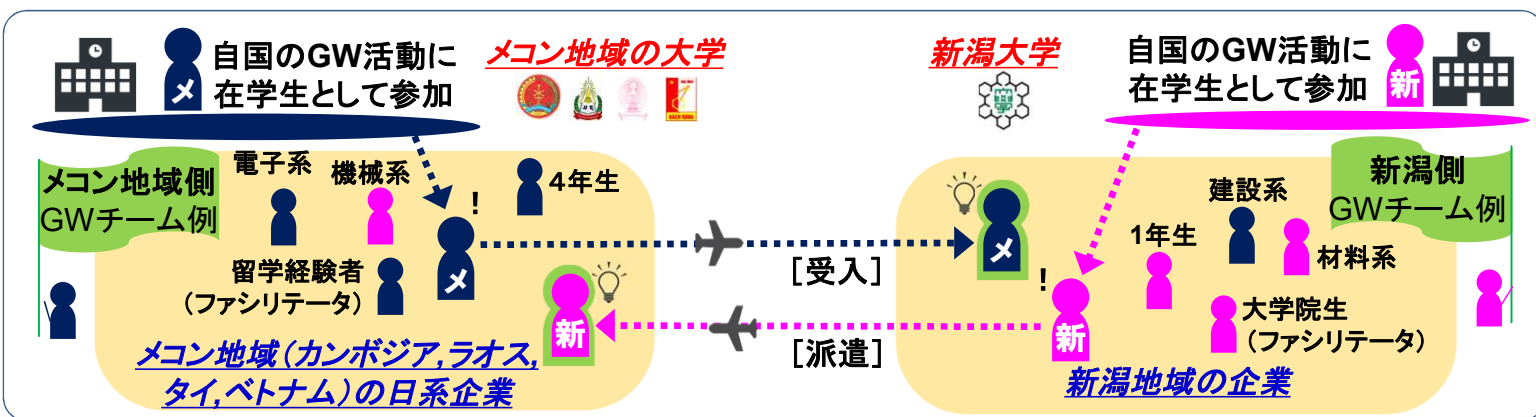 自国のGW活動に
在学生として参加
メ
メコン地域の大学
BÁCH KHOA
新潟大学
自国のGW活動に
在学生として参加
新
メコン地域側
GWチーム例
電子系
機械系
!
4年生
メ
留学経験者
(ファシリテータ)
新
メコン地域(カンボジア,ラオス,
タイ,ベトナム)の日系企業
[受入]
[派遣]
メ
!
新
1年生
建設系
材料系
大学院生
(ファシリテータ)
新潟側
GWチーム例
新潟地域の企業